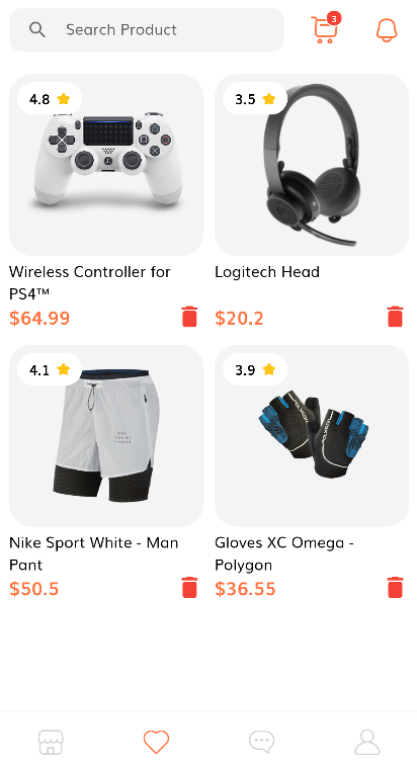 Search Product
3
4.8
3.5
Wireless Controller for
PS4™
$64.99
Logitech Head
$20.2
4.1
3.9
POLYGON
Nike Sport White - Man
Pant
$50.5
Gloves XC Omega -
Polygon
$36.55